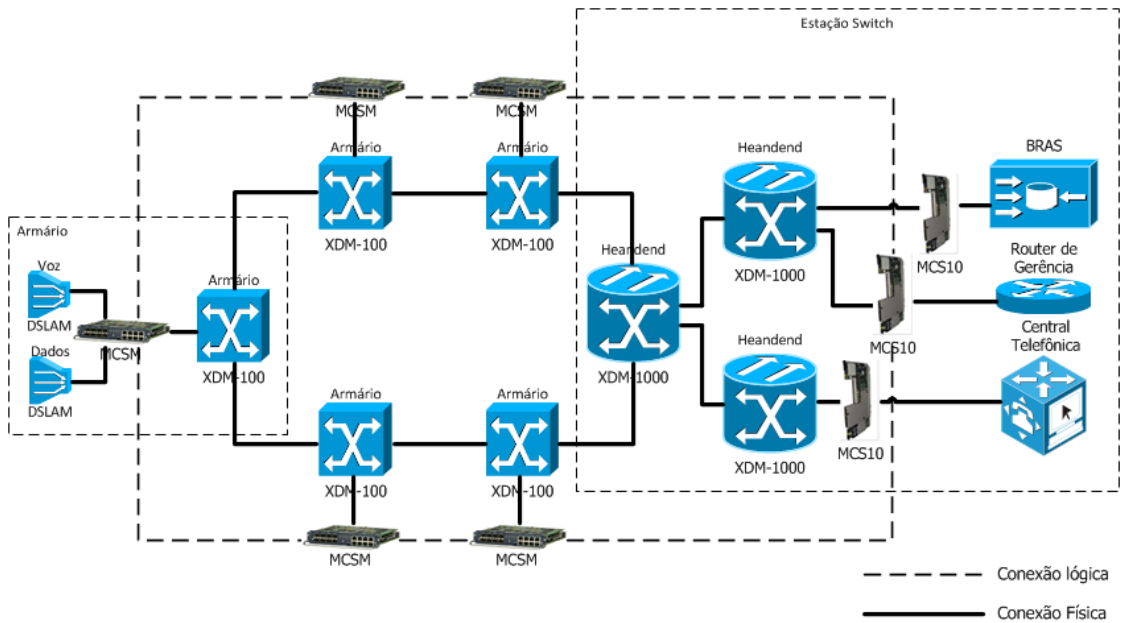 Estação Switch
MCSM
MCSM
Armário
Armário
XDM-100
XDM-100
Heandend
XDM-1000
BRAS
MCS10
Router de
Gerência
Armário
Voz
DSLAM
Dados
DSLAM
MCSM
Armário
XDM-100
Heandend
XDM-1000
MCS10
Heandend
XDM-1000
MCS10
Central
Telefônica
Armário
Armário
XDM-100
XDM-100
MCSM
MCSM
Conexão lógica
Conexão Física